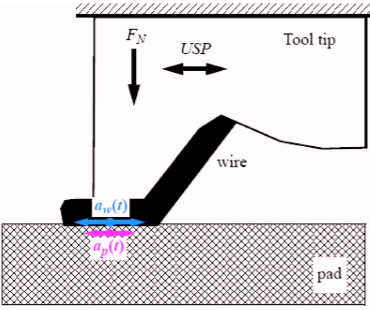 F_N
USP
Tool tip
wire
a_w(t)
a_p(t)
pad